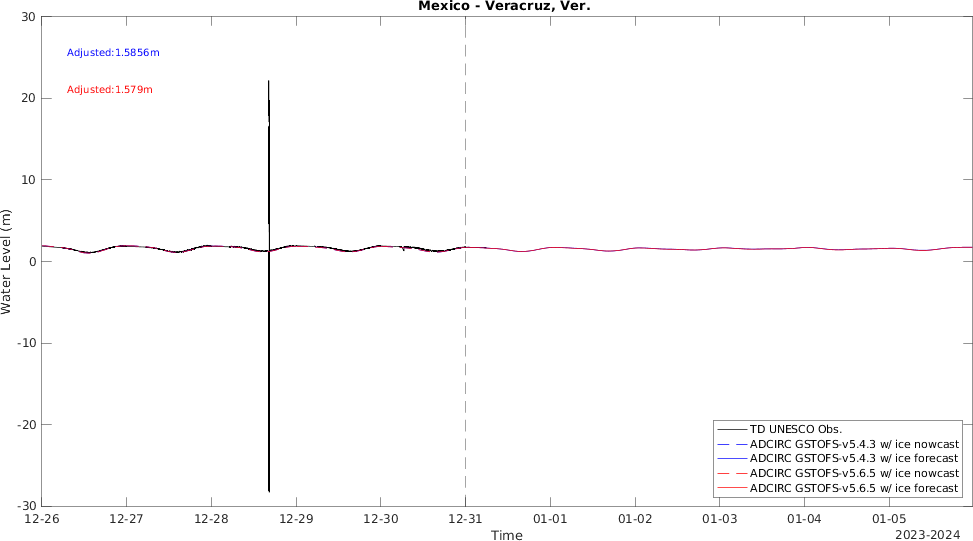 Mexico - Veracruz, Ver.
30
Adjusted:1.5856m
Adjusted:1.579m
20
10
0
-10
-20
-30
Water Level (m)
TD UNESCO Obs.
ADCIRC GSTOFS-v5.4.3 w/ ice nowcast
ADCIRC GSTOFS-v5.4.3 w/ ice forecast
ADCIRC GSTOFS-v5.6.5 w/ ice nowcast
ADCIRC GSTOFS-v5.6.5 w/ ice forecast
12-26 12-27 12-28 12-29 12-30 12-31 01-01 01-02 01-03 01-04 01-05
Time
2023-2024